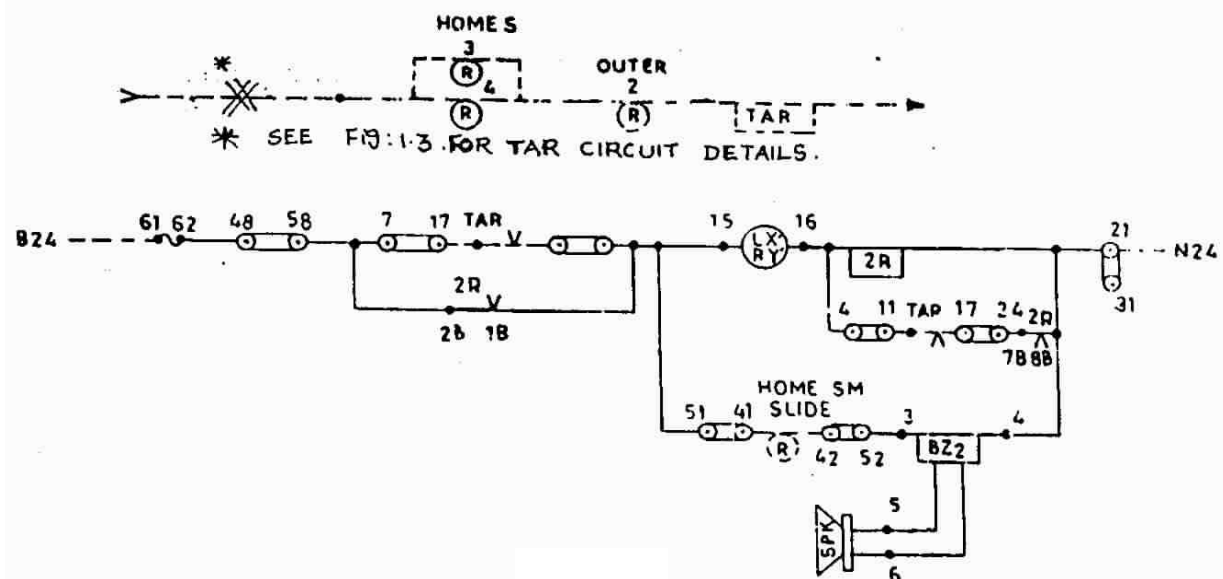 HOMES
3
R
4
R
OUTER
2
(R)
TAR
*
* SEE Fig:1.3.FOR TAR CIRCUIT DETAILS.
B24
61 62
48 58
7 17 TAR
15 16
LX
RY
2R
21
N24
31
2R
2B 1B
4 11 TAR 17 24 2R
7B 8B
HOME SM
SLIDE
51 41
(R)
42 52
3
BZ2
4
5
SPK
6